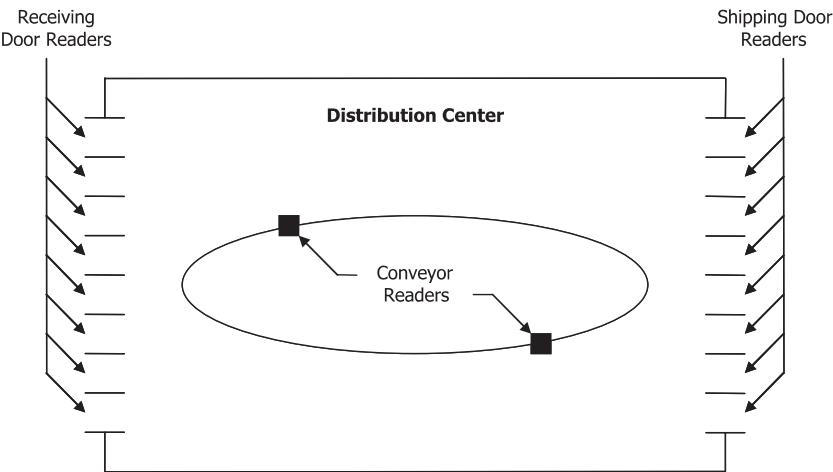 Receiving
Door Readers
Shipping Door
Readers
Distribution Center
Conveyor
Readers